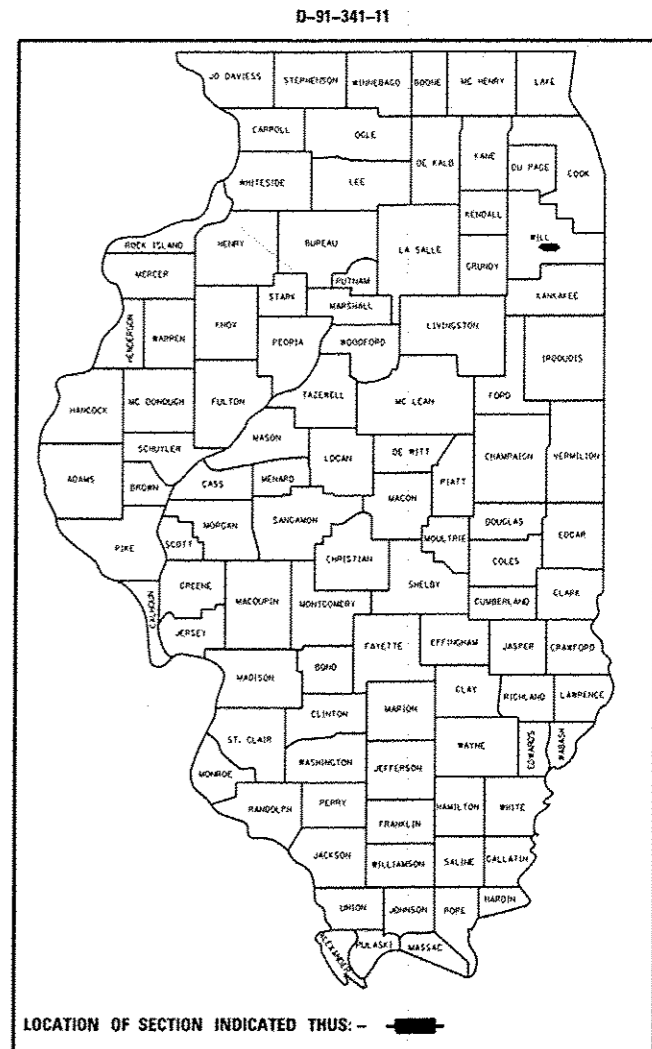 D-91-341-11
JO DAVIESS STEPHENSON WINNEBAGO BOONE MC HENRY LAKE
CARROLL OGLE DE KALB KANE DU PAGE COOK
WHITESIDE LEE
KENDALL
ROCK ISLAND HENRY BUREAU LA SALLE WILL
MERCER GRUNDY
PUTNAM
STARK KANKAKEE
HENDERSON WARREN KNOX MARSHALL LIVINGSTON
PEORIA WOODFORD IROQUOIS
HANCOCK MC DONOUGH FULTON TAZEWELL MC LEAN FORD
MASON
SCHUYLER LOGAN DE WITT CHAMPAIGN VERMILION
ADAMS BROWN CASS MENARD PIATT
MACON
MORGAN SANGAMON DOUGLAS
PIKE SCOTT CHRISTIAN MOULTRIE COLES EDGAR
GREENE SHELBY
CALHOUN MACOUPIN MONTGOMERY CUMBERLAND CLARK
JERSEY
FAYETTE EFFINGHAM JASPER CRAWFORD
MADISON BOND
CLAY RICHLAND LAWRENCE
CLINTON MARION
ST. CLAIR WAYNE EDWARDS WABASH
WASHINGTON JEFFERSON
MONROE
RANDOLPH PERRY HAMILTON WHITE
FRANKLIN
JACKSON WILLIAMSON SALINE GALLATIN
HARDIN
UNION JOHNSON POPE
ALEXANDER PULASKI MASSAC
LOCATION OF SECTION INDICATED THUS: -